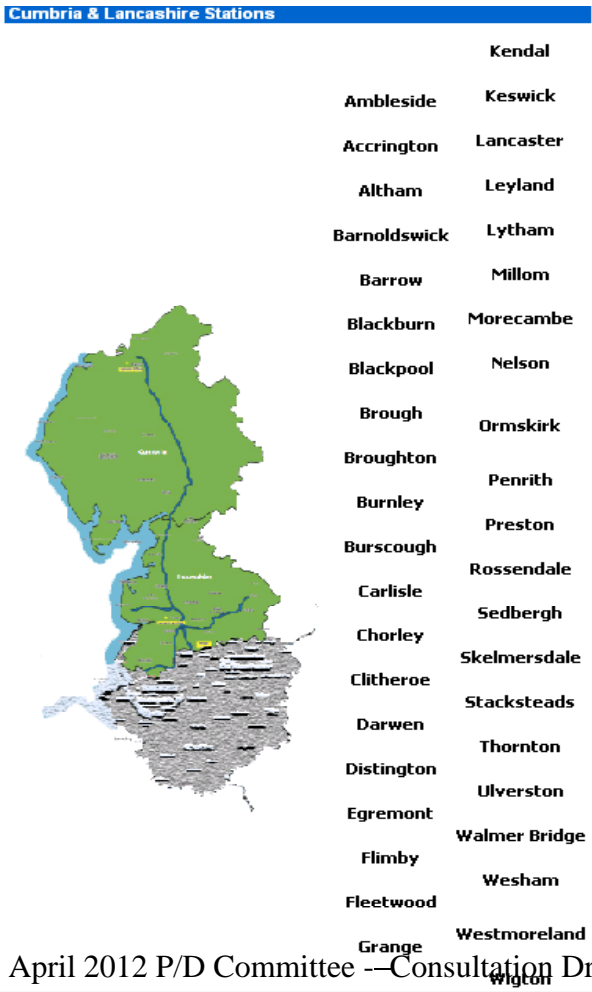 Cumbria & Lancashire Stations
Ambleside
Accrington
Altham
Barnoldswick
Barrow
Blackburn
Blackpool
Brough
Broughton
Burnley
Burscough
Carlisle
Chorley
Clitheroe
Darwen
Distington
Egremont
Flimby
Fleetwood
Grange
Kendal
Keswick
Lancaster
Leyland
Lytham
Millom
Morecambe
Nelson
Ormskirk
Penrith
Preston
Rossendale
Sedbergh
Skelmersdale
Stacksteads
Thornton
Ulverston
Walmer Bridge
Wesham
Westmoreland
Wigton
April 2012 P/D Committee -–Consultation Dr